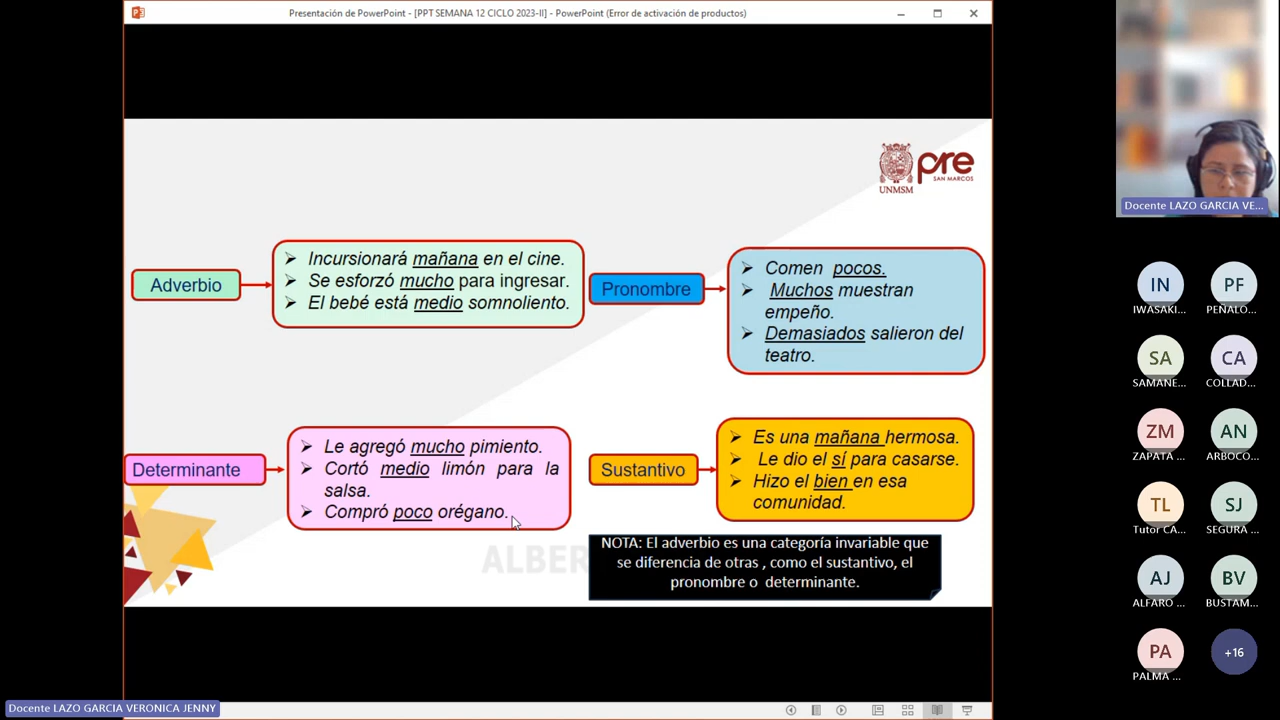 Presentación de PowerPoint - [PPT SEMANA 12 CICLO 2023-II] - PowerPoint (Error de activación de productos)
UNMSM
pre
SAN MARCOS
Adverbio
➢ Incursionará mañana en el cine.
➢ Se esforzó mucho para ingresar.
➢ El bebé está medio somnoliento.
Pronombre
➢ Comen pocos.
➢ Muchos muestran
empeño.
➢ Demasiados salieron del
teatro.
Determinante
➢ Le agregó mucho pimiento.
➢ Cortó medio limón para la
salsa.
➢ Compró poco orégano.
Sustantivo
➢ Es una mañana hermosa.
➢ Le dio el sí para casarse.
➢ Hizo el bien en esa
comunidad.
ALBER
NOTA: El adverbio es una categoría invariable que
se diferencia de otras , como el sustantivo, el
pronombre o determinante.
Docente LAZO GARCIA VERONICA JENNY
Docente LAZO GARCIA VE...
IN
IWASAKI...
PF
PEÑALO...
SA
SAMANE...
CA
COLLAD...
ZM
ZAPATA ...
AN
ARBOCO...
TL
Tutor CA...
SJ
SEGURA ...
AJ
ALFARO ...
BV
BUSTAM...
PA
PALMA ...
+16